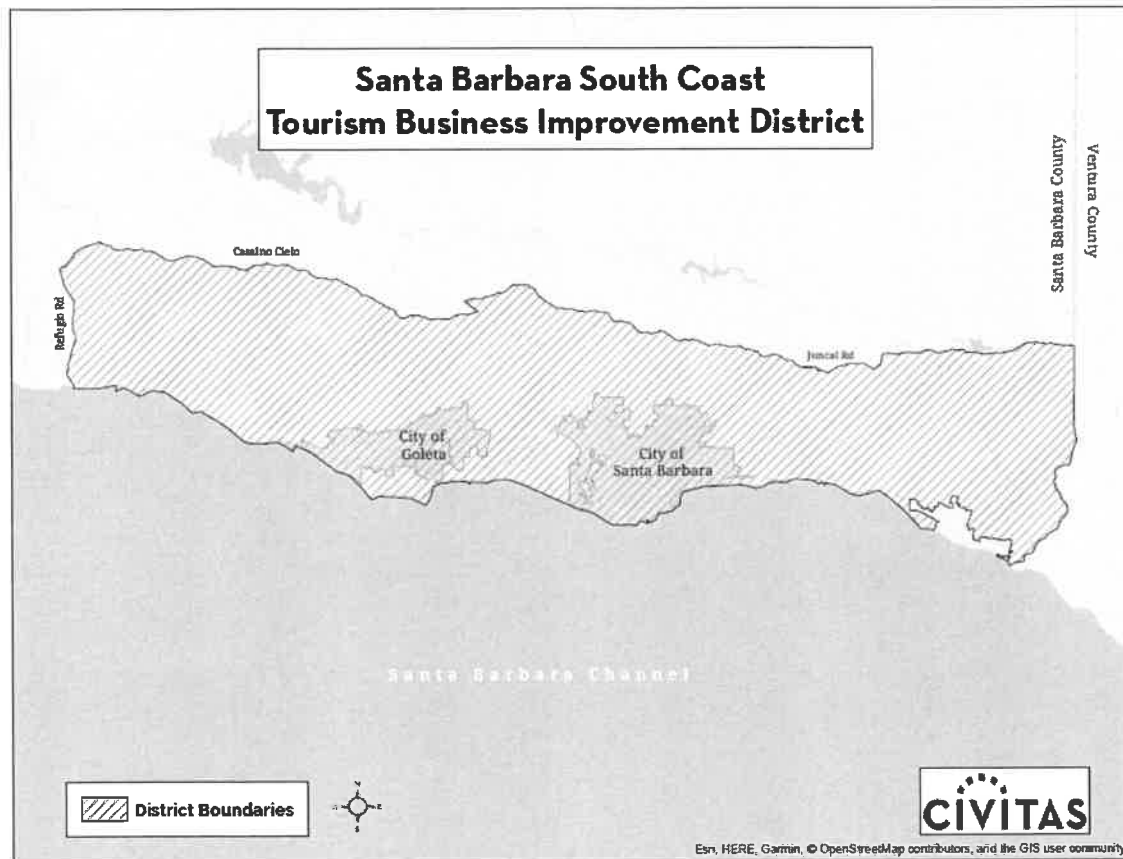 Santa Barbara South Coast
Tourism Business Improvement District
Santa Barbara County
Ventura County
Camino Cielo
Refugio Rd
Juncal Rd
City of
Goleta
City of
Santa Barbara
Santa Barbara Channel
District Boundaries
N
E
S
CIVITAS
Esri, HERE, Garmin, © OpenStreetMap contributors, and the GIS user community